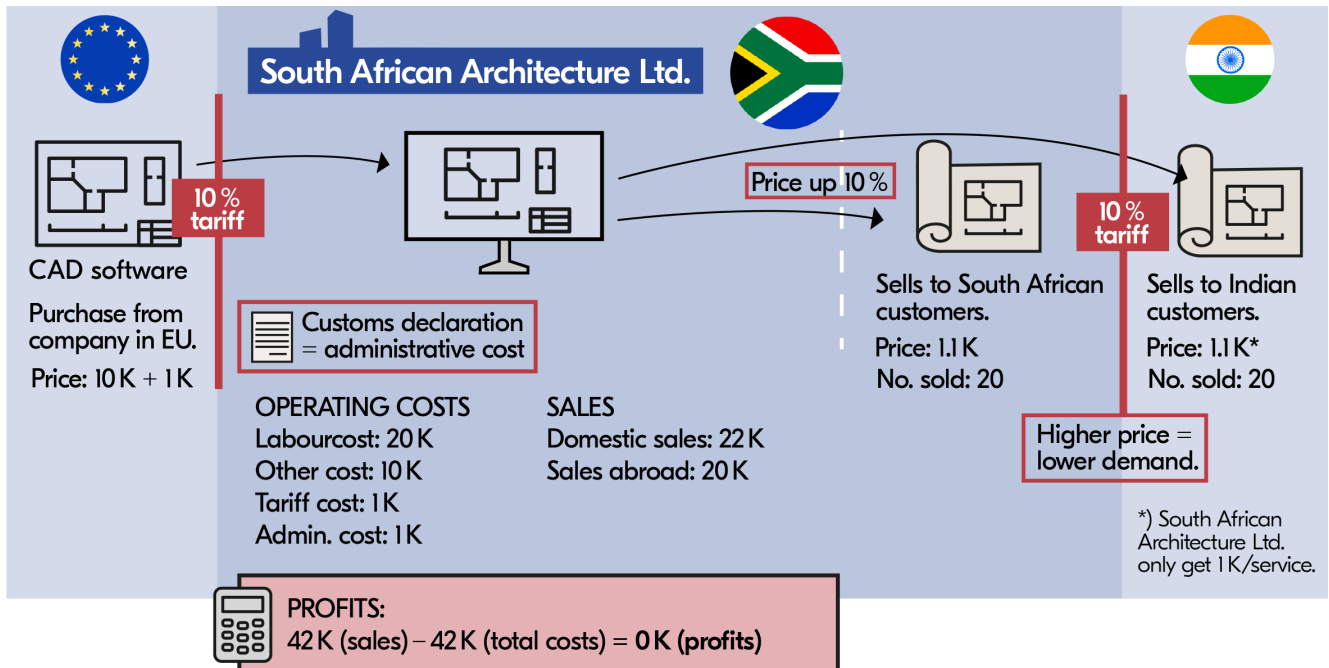 South African Architecture Ltd.
10 %
tariff
CAD software
Purchase from
company in EU.
Price: 10 K + 1 K
Customs declaration
= administrative cost
OPERATING COSTS
Labourcost: 20 K
Other cost: 10 K
Tariff cost: 1 K
Admin. cost: 1 K
SALES
Domestic sales: 22 K
Sales abroad: 20 K
Price up 10 %
Sells to South African
customers.
Price: 1.1 K
No. sold: 20
10 %
tariff
Sells to Indian
customers.
Price: 1.1 K*
No. sold: 20
Higher price =
lower demand.
*) South African
Architecture Ltd.
only get 1 K/service.
PROFITS:
42 K (sales) – 42 K (total costs) = 0 K (profits)